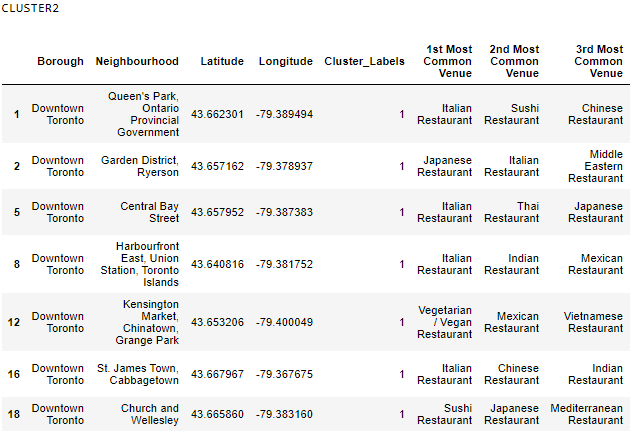 CLUSTER2
Borough Neighbourhood Latitude Longitude Cluster_Labels 1st Most Common Venue 2nd Most Common Venue 3rd Most Common Venue
1 Downtown Toronto Queen's Park, Ontario Provincial Government 43.662301 -79.389494 1 Italian Restaurant Sushi Restaurant Chinese Restaurant
2 Downtown Toronto Garden District, Ryerson 43.657162 -79.378937 1 Japanese Restaurant Italian Restaurant Middle Eastern Restaurant
5 Downtown Toronto Central Bay Street 43.657952 -79.387383 1 Italian Restaurant Thai Restaurant Japanese Restaurant
8 Downtown Toronto Harbourfront East, Union Station, Toronto Islands 43.640816 -79.381752 1 Italian Restaurant Indian Restaurant Mexican Restaurant
12 Downtown Toronto Kensington Market, Chinatown, Grange Park 43.653206 -79.400049 1 Vegetarian / Vegan Restaurant Mexican Restaurant Vietnamese Restaurant
16 Downtown Toronto St. James Town, Cabbagetown 43.667967 -79.367675 1 Italian Restaurant Chinese Restaurant Indian Restaurant
18 Downtown Toronto Church and Wellesley 43.665860 -79.383160 1 Sushi Restaurant Japanese Restaurant Mediterranean Restaurant